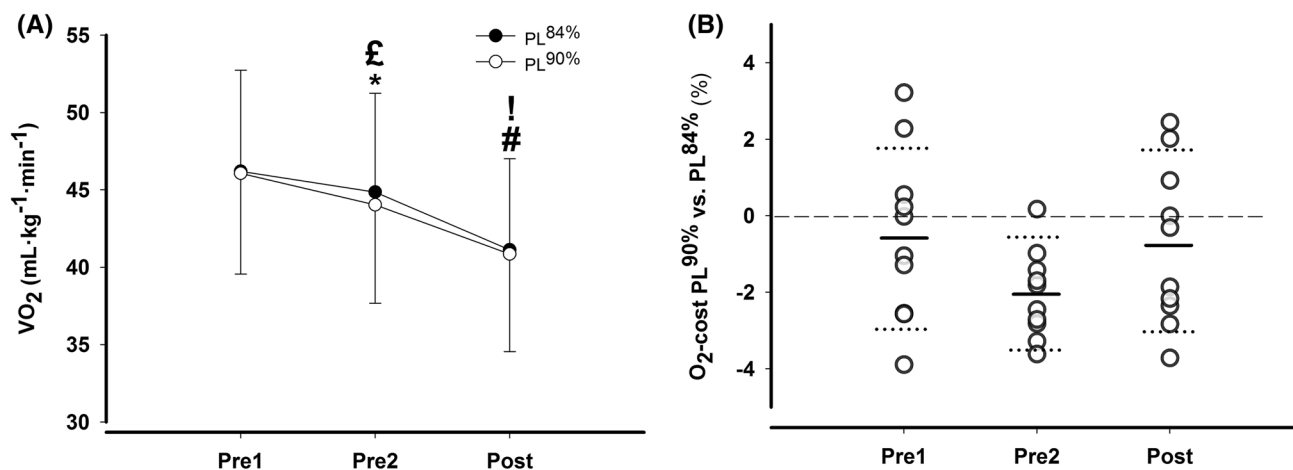 (A)
55
50
45
40
35
30
VO2 (mL·kg-1·min-1)
PL84%
PL90%
£
*
!
#
Pre1 Pre2 Post
(B)
4
2
0
-2
-4
O2-cost PL90% vs. PL84% (%)
Pre1 Pre2 Post